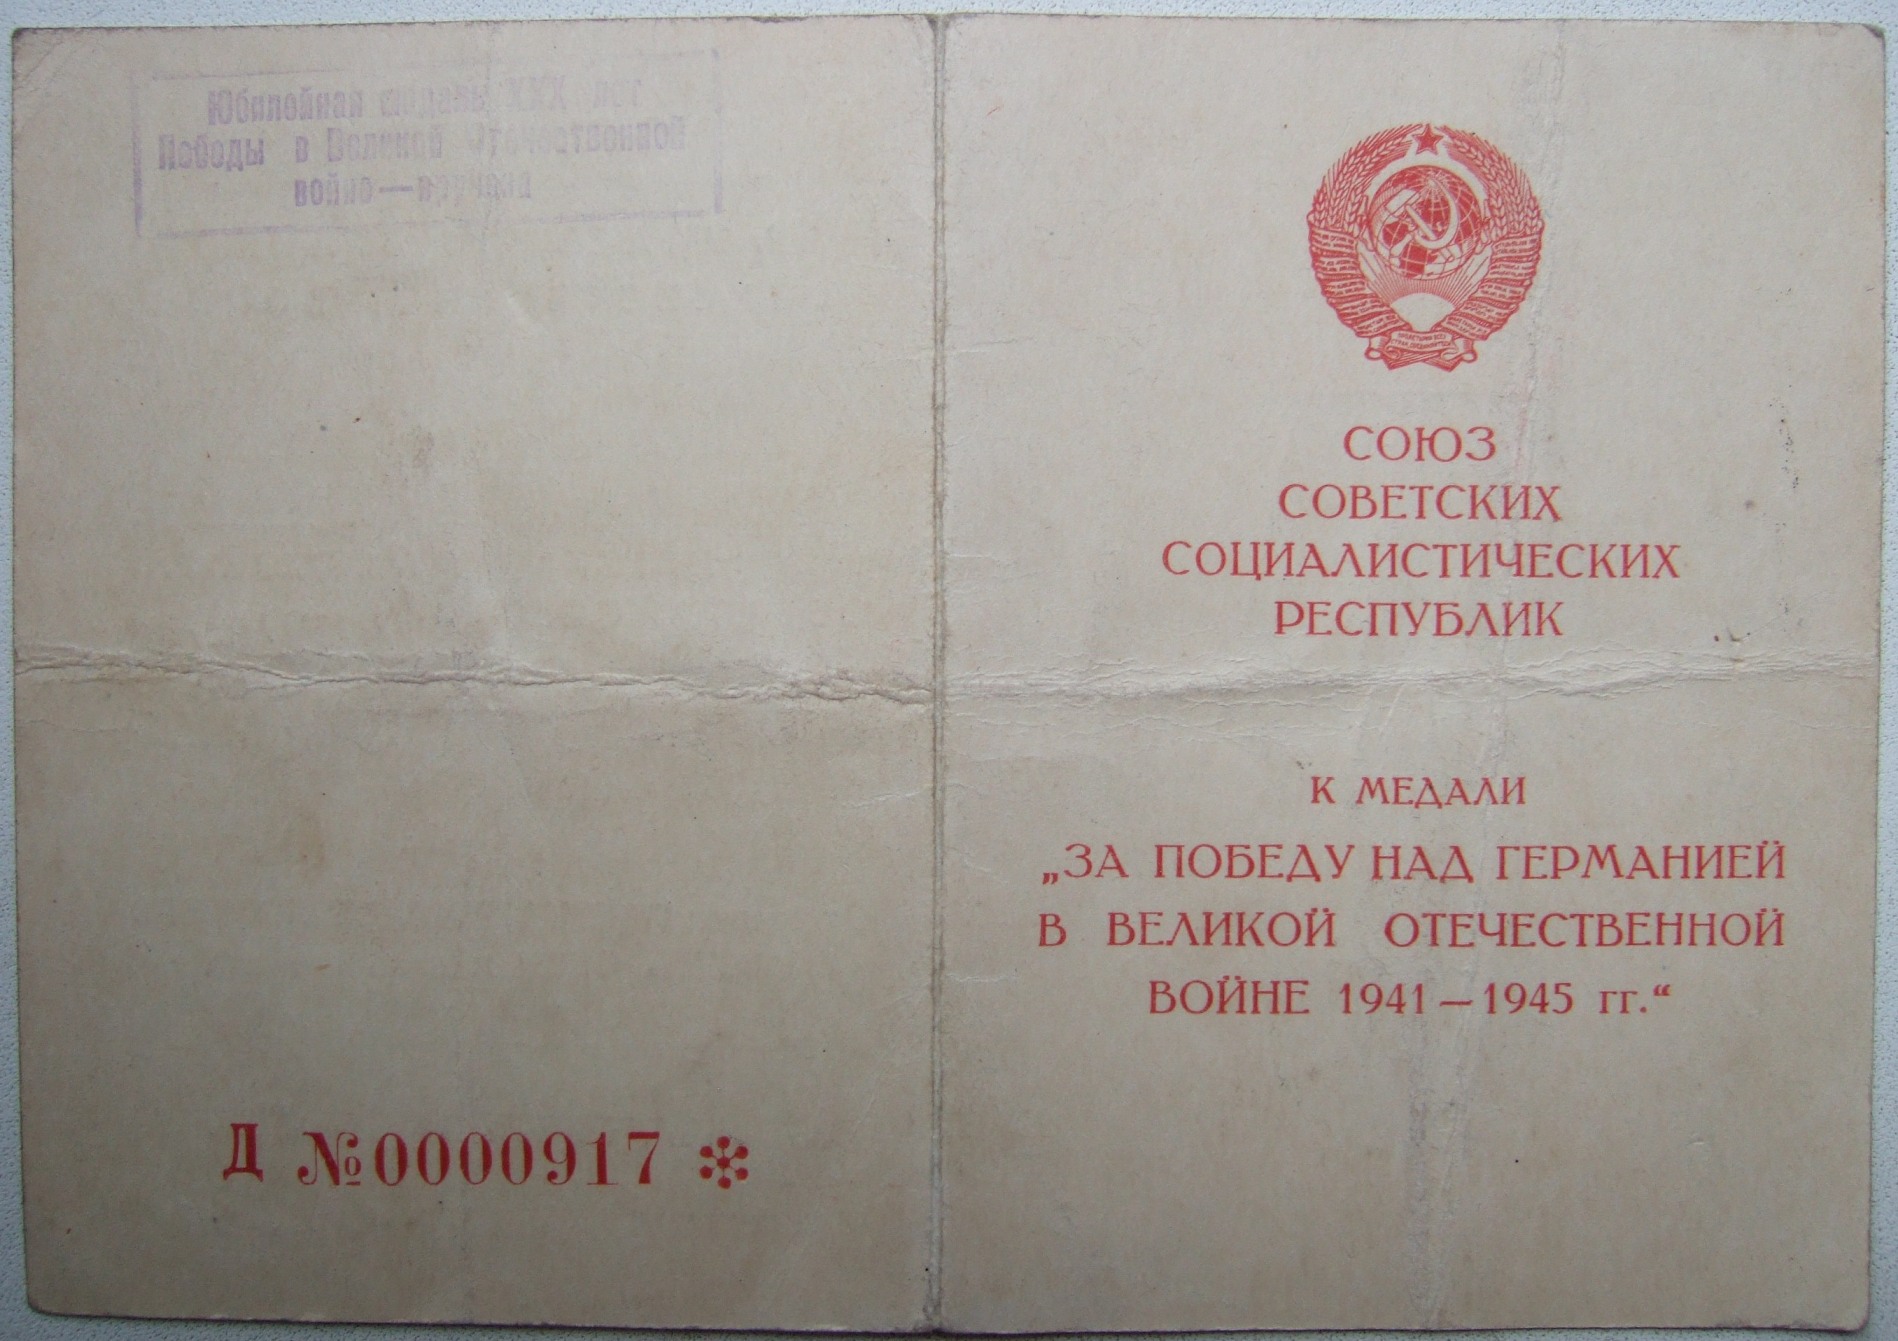 Юбилейная медаль XXX лет
Победы в Великой Отечественной
войне — вручена
Д №0000917
СОЮЗ
СОВЕТСКИХ
СОЦИАЛИСТИЧЕСКИХ
РЕСПУБЛИК
К МЕДАЛИ
„ЗА ПОБЕДУ НАД ГЕРМАНИЕЙ
В ВЕЛИКОЙ ОТЕЧЕСТВЕННОЙ
ВОЙНЕ 1941 — 1945 гг.“